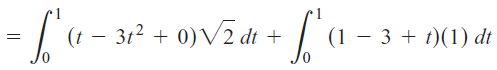 = ∫₀¹ (t − 3t² + 0)√2 dt + ∫₀¹ (1 − 3 + t)(1) dt